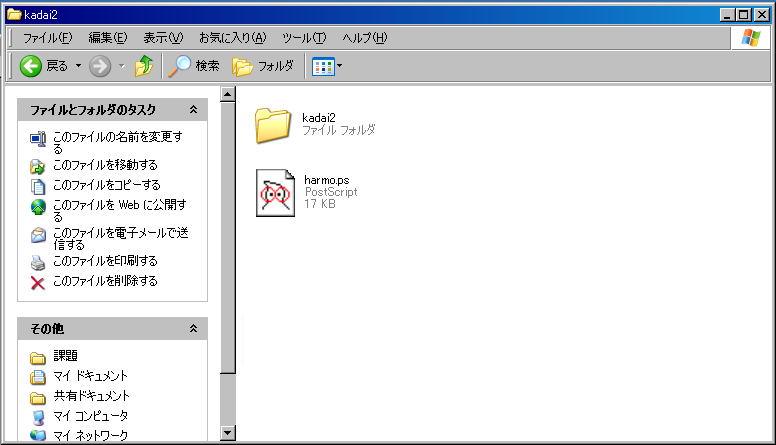 kadai2
ファイル(F) 編集(E) 表示(V) お気に入り(A) ツール(T) ヘルプ(H)
戻る 検索 フォルダ
ファイルとフォルダのタスク
このファイルの名前を変更す
る
このファイルを移動する
このファイルをコピーする
このファイルを Web に公開す
る
このファイルを電子メールで送
信する
このファイルを印刷する
このファイルを削除する
その他
課題
マイ ドキュメント
共有ドキュメント
マイ コンピュータ
マイ ネットワーク
kadai2
ファイル フォルダ
harmo.ps
PostScript
17 KB